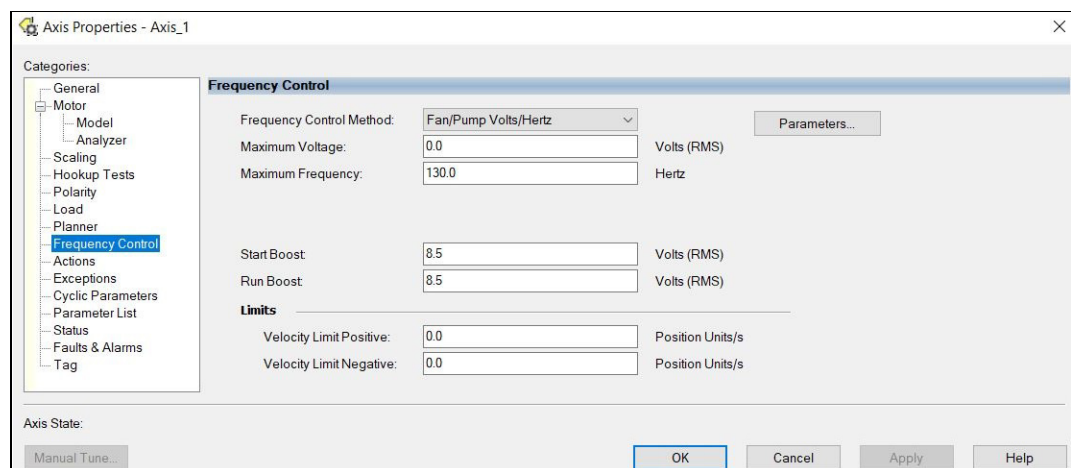 Axis Properties - Axis_1
Categories:
General
Motor
Model
Analyzer
Scaling
Hookup Tests
Polarity
Load
Planner
Frequency Control
Actions
Exceptions
Cyclic Parameters
Parameter List
Status
Faults & Alarms
Tag
Frequency Control
Frequency Control Method: Fan/Pump Volts/Hertz Parameters...
Maximum Voltage: 0.0 Volts (RMS)
Maximum Frequency: 130.0 Hertz
Start Boost: 8.5 Volts (RMS)
Run Boost: 8.5 Volts (RMS)
Limits
Velocity Limit Positive: 0.0 Position Units/s
Velocity Limit Negative: 0.0 Position Units/s
Axis State:
Manual Tune... OK Cancel Apply Help